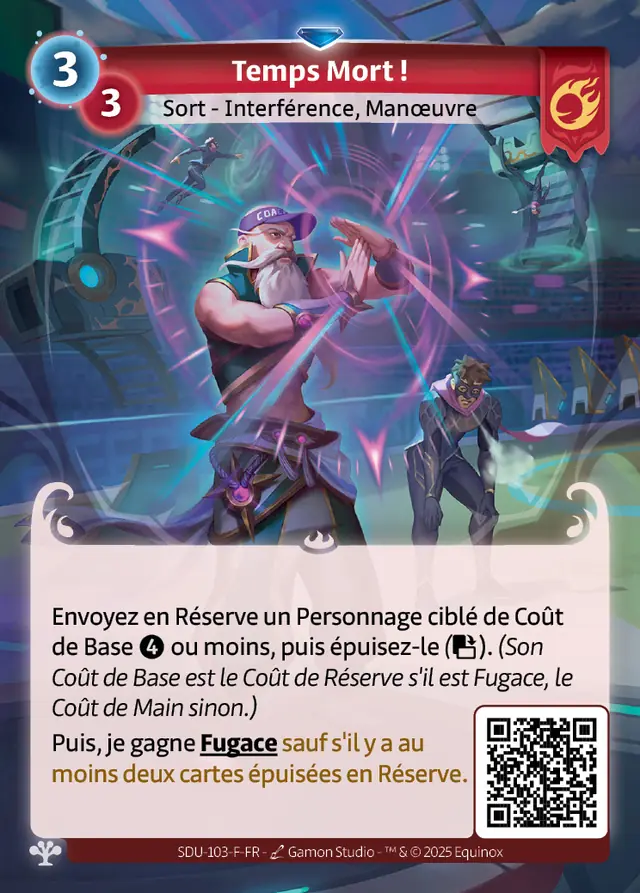 3
Temps Mort !
3
Sort - Interférence, Manœuvre
COAC
Envoyez en Réserve un Personnage ciblé de Coût
de Base 4 ou moins, puis épuisez-le ( ). (Son
Coût de Base est le Coût de Réserve s'il est Fugace, le
Coût de Main sinon.)
Puis, je gagne Fugace sauf s'il y a au
moins deux cartes épuisées en Réserve.
SDU-103-F-FR - Gamon Studio - ™ & © 2025 Equinox